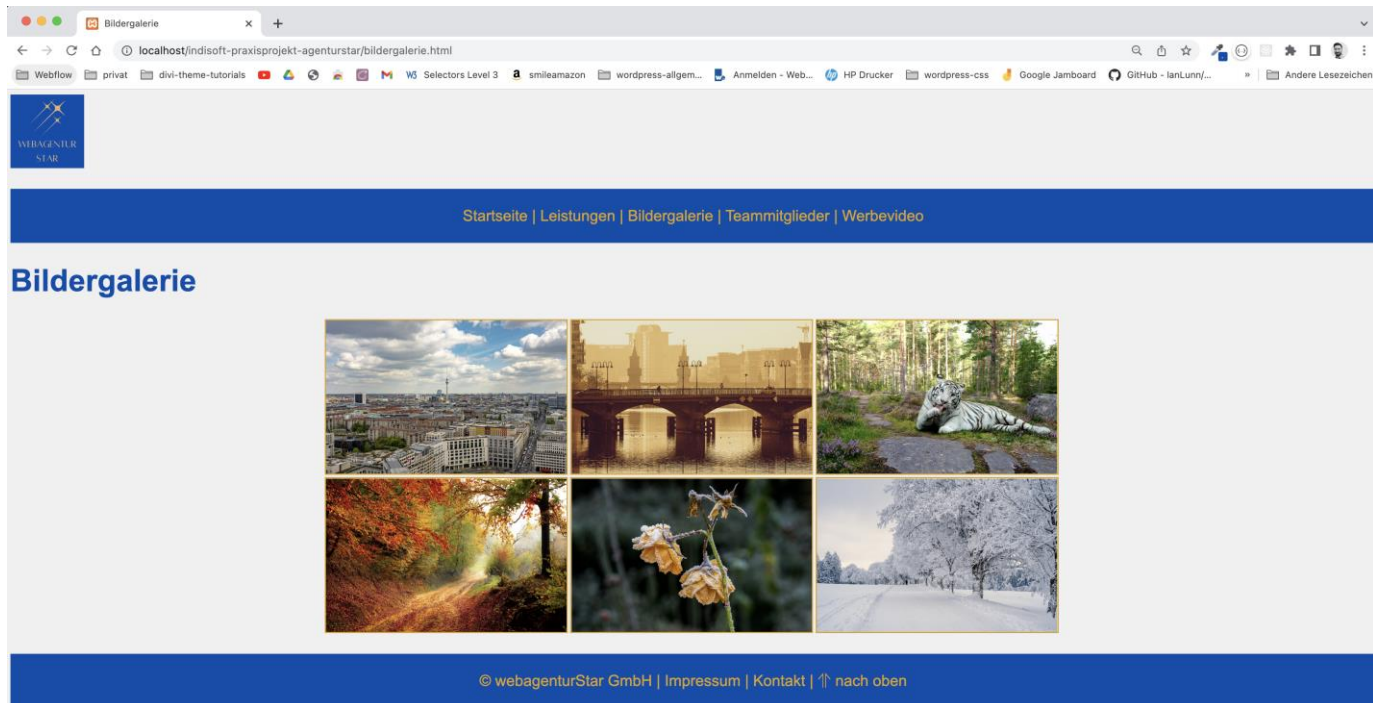 Bildergalerie
localhost/indisoft-praxisprojekt-agenturstar/bildergalerie.html
Webflow privat divi-theme-tutorials W3 Selectors Level 3 a smileamazon wordpress-allgem... Anmelden - Web... HP Drucker wordpress-css Google Jamboard GitHub - IanLunn/... » Andere Lesezeichen
WEBAGENTUR
STAR
Startseite | Leistungen | Bildergalerie | Teammitglieder | Werbevideo
Bildergalerie
© webagenturStar GmbH | Impressum | Kontakt | ⥣ nach oben